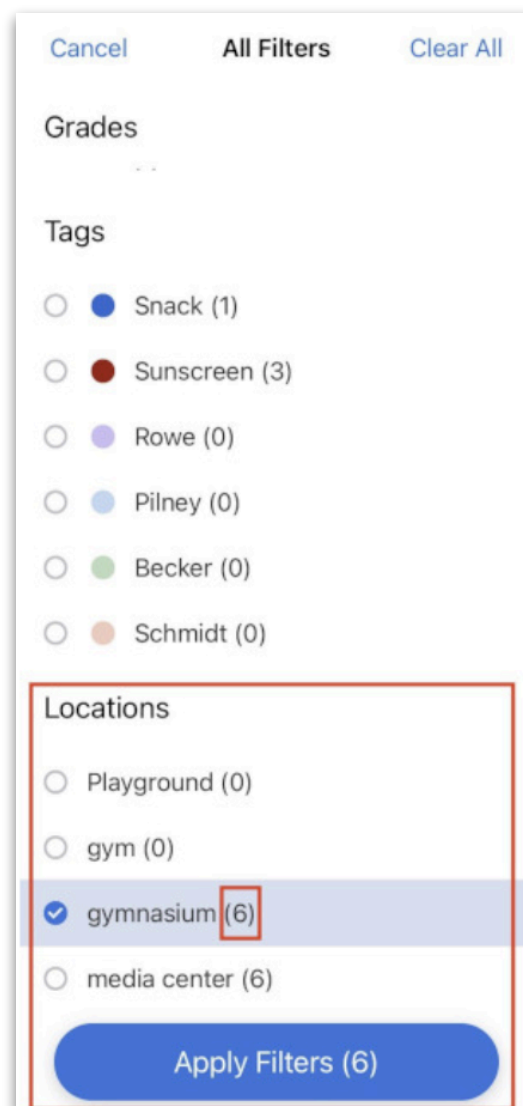 Cancel All Filters Clear All
Grades
Tags
Snack (1)
Sunscreen (3)
Rowe (0)
Pilney (0)
Becker (0)
Schmidt (0)
Locations
Playground (0)
gym (0)
gymnasium (6)
media center (6)
Apply Filters (6)